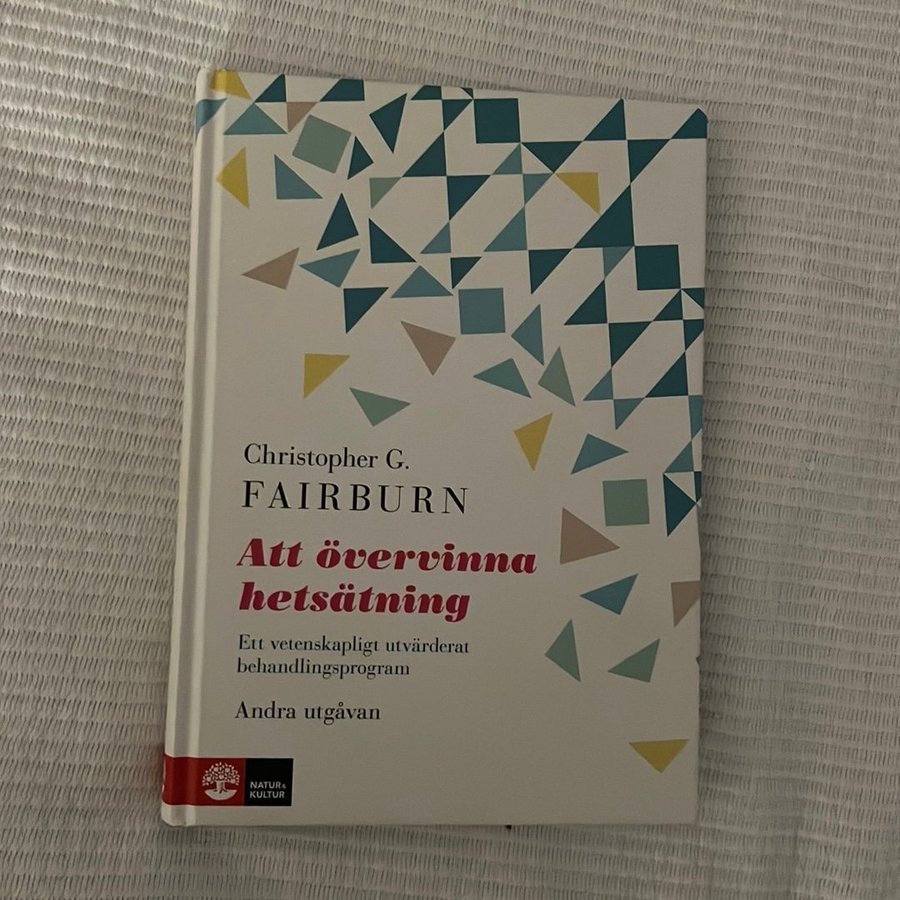 Christopher G.
FAIRBURN
Att övervinna
hetsätning
Ett vetenskapligt utvärderat
behandlingsprogram
Andra utgåvan
NATUR &
KULTUR